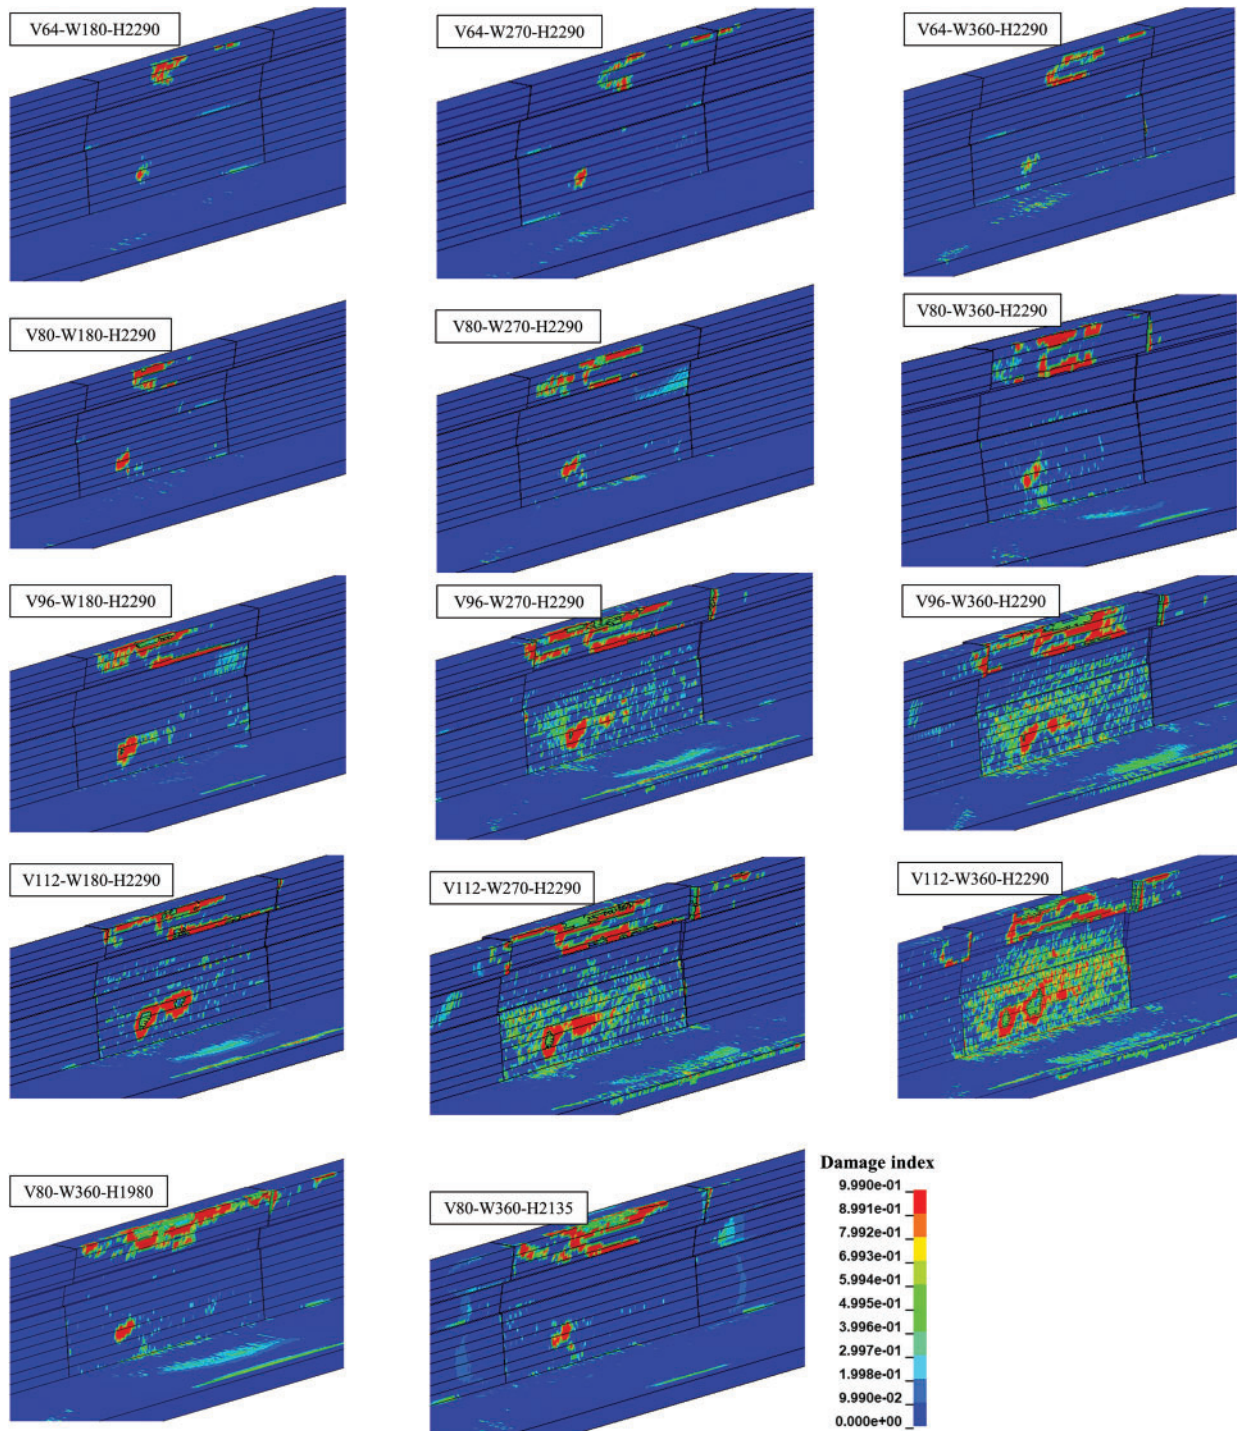 V64-W180-H2290
V64-W270-H2290
V64-W360-H2290
V80-W180-H2290
V80-W270-H2290
V80-W360-H2290
V96-W180-H2290
V96-W270-H2290
V96-W360-H2290
V112-W180-H2290
V112-W270-H2290
V112-W360-H2290
V80-W360-H1980
V80-W360-H2135
Damage index
9.990e-01
8.991e-01
7.992e-01
6.993e-01
5.994e-01
4.995e-01
3.996e-01
2.997e-01
1.998e-01
9.990e-02
0.000e+00